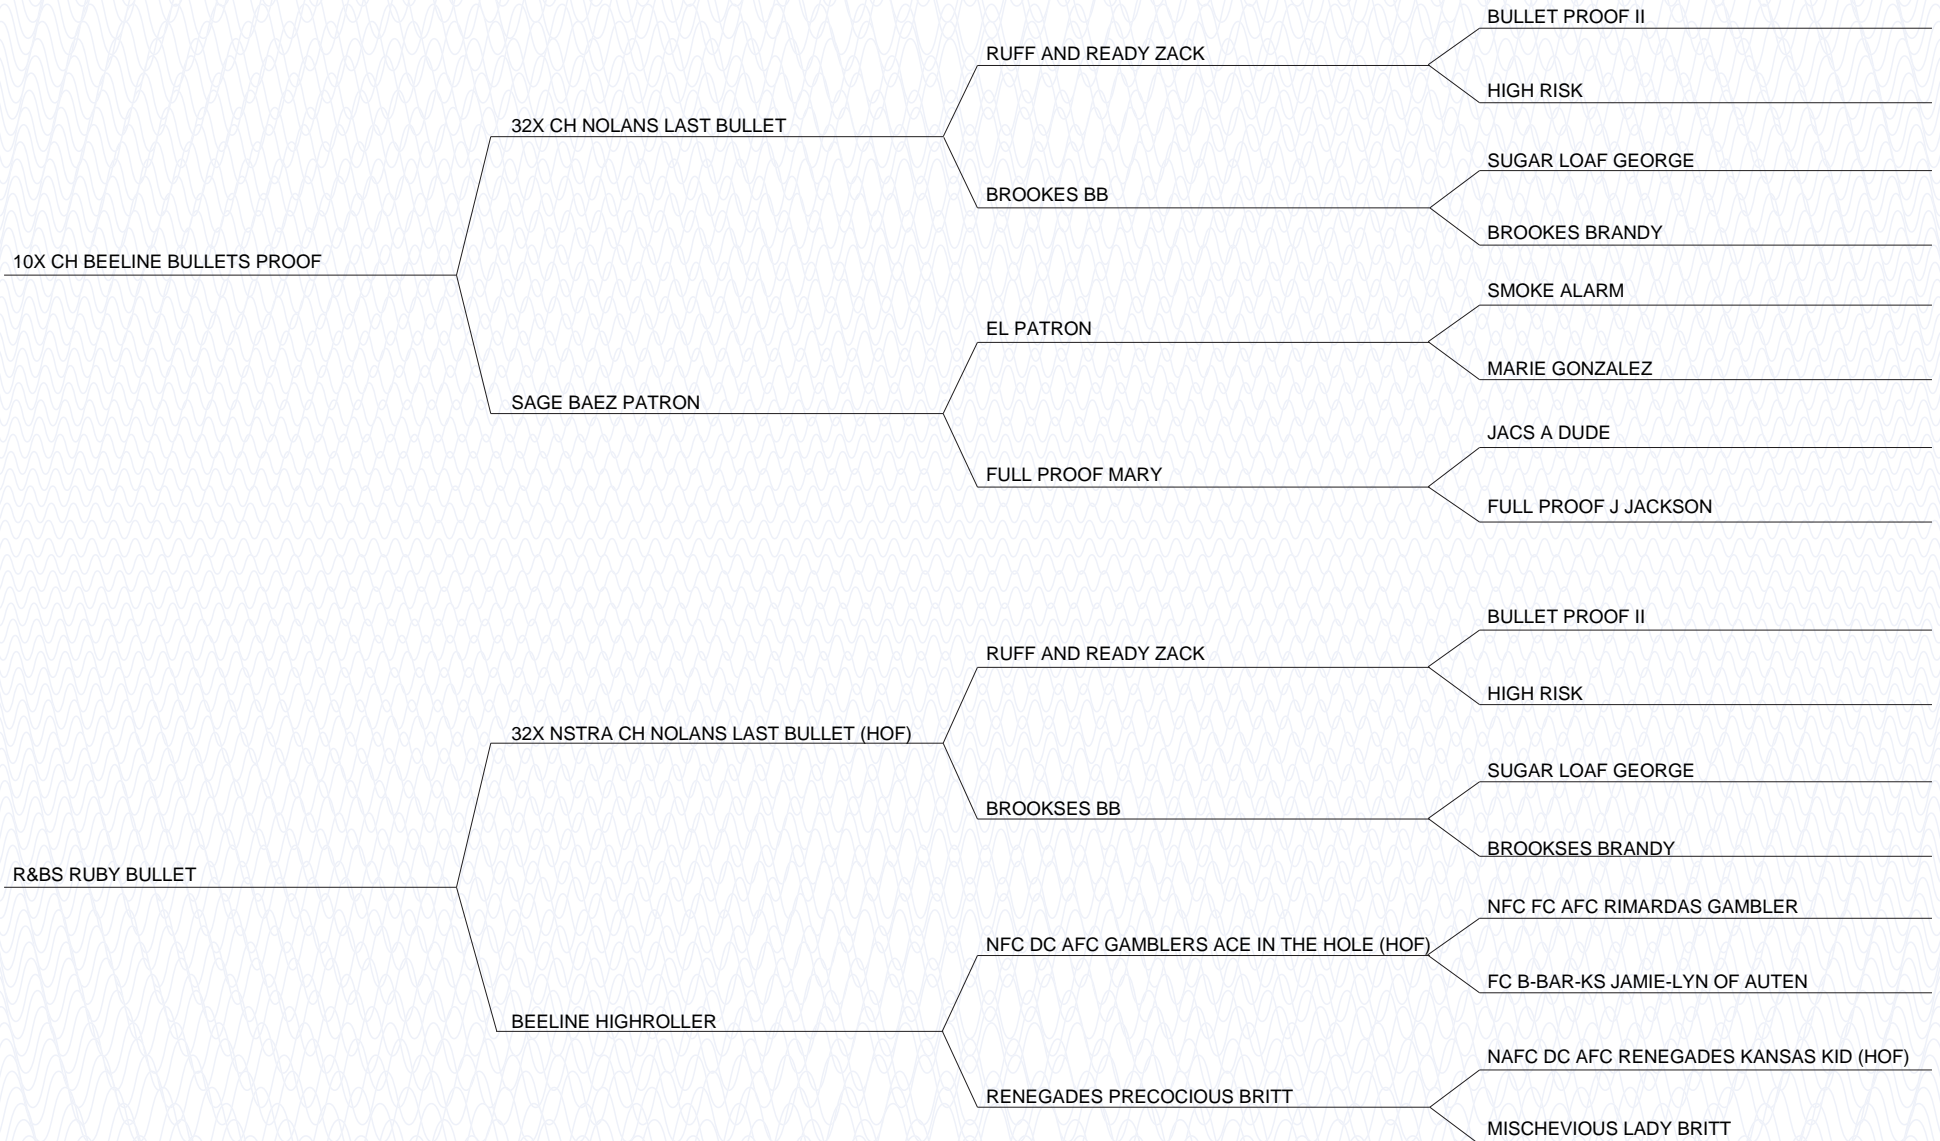 BULLET PROOF II
RUFF AND READY ZACK
HIGH RISK
32X CH NOLANS LAST BULLET
SUGAR LOAF GEORGE
BROOKES BB
BROOKES BRANDY
10X CH BEELINE BULLETS PROOF
SMOKE ALARM
EL PATRON
MARIE GONZALEZ
SAGE BAEZ PATRON
JACS A DUDE
FULL PROOF MARY
FULL PROOF J JACKSON
BULLET PROOF II
RUFF AND READY ZACK
HIGH RISK
32X NSTRA CH NOLANS LAST BULLET (HOF)
SUGAR LOAF GEORGE
BROOKSES BB
BROOKSES BRANDY
R&BS RUBY BULLET
NFC FC AFC RIMARDAS GAMBLER
NFC DC AFC GAMBLERS ACE IN THE HOLE (HOF)
FC B-BAR-KS JAMIE-LYN OF AUTEN
BEELINE HIGHROLLER
NAFC DC AFC RENEGADES KANSAS KID (HOF)
RENEGADES PRECOCIOUS BRITT
MISCHEVIOUS LADY BRITT